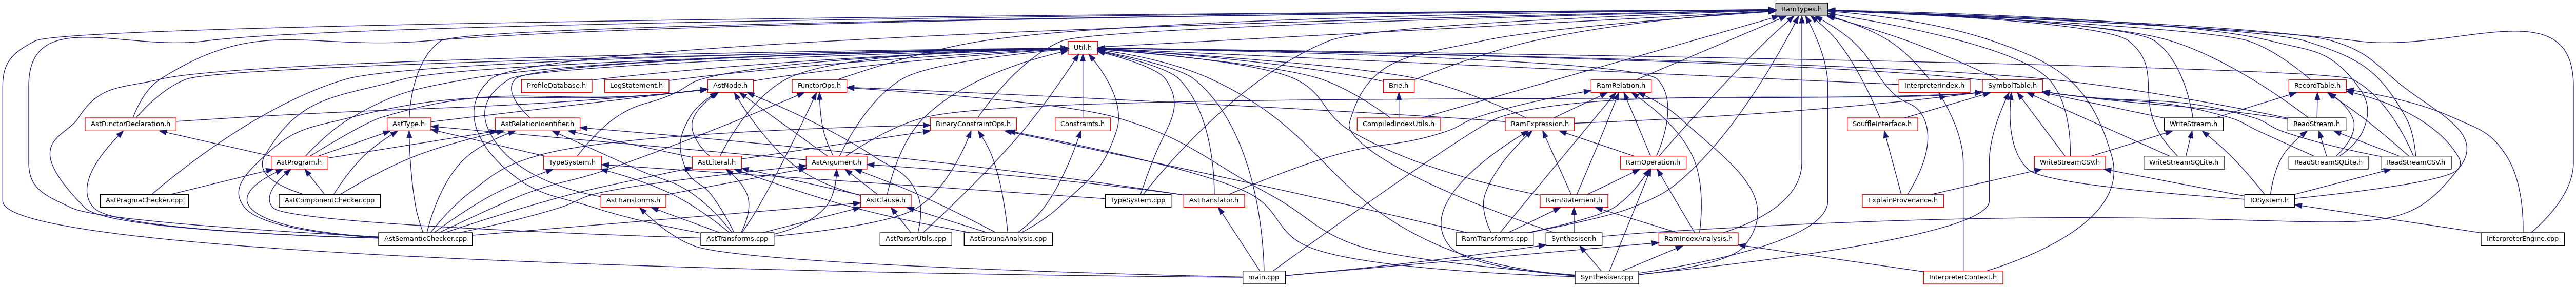 RamTypes.h
Util.h
ProfileDatabase.h
LogStatement.h
AstNode.h
FunctorOps.h
Brie.h
RamRelation.h
InterpreterIndex.h
SymbolTable.h
RecordTable.h
AstFunctorDeclaration.h
AstType.h
AstRelationIdentifier.h
BinaryConstraintOps.h
Constraints.h
CompiledIndexUtils.h
RamExpression.h
SouffleInterface.h
WriteStream.h
ReadStream.h
AstProgram.h
TypeSystem.h
AstLiteral.h
AstArgument.h
RamOperation.h
WriteStreamCSV.h
WriteStreamSQLite.h
ReadStreamSQLite.h
ReadStreamCSV.h
AstPragmaChecker.cpp
AstComponentChecker.cpp
AstTransforms.h
AstClause.h
TypeSystem.cpp
AstTranslator.h
RamStatement.h
ExplainProvenance.h
IOSystem.h
AstSemanticChecker.cpp
AstTransforms.cpp
AstParserUtils.cpp
AstGroundAnalysis.cpp
RamTransforms.cpp
Synthesiser.h
RamIndexAnalysis.h
InterpreterEngine.cpp
main.cpp
Synthesiser.cpp
InterpreterContext.h